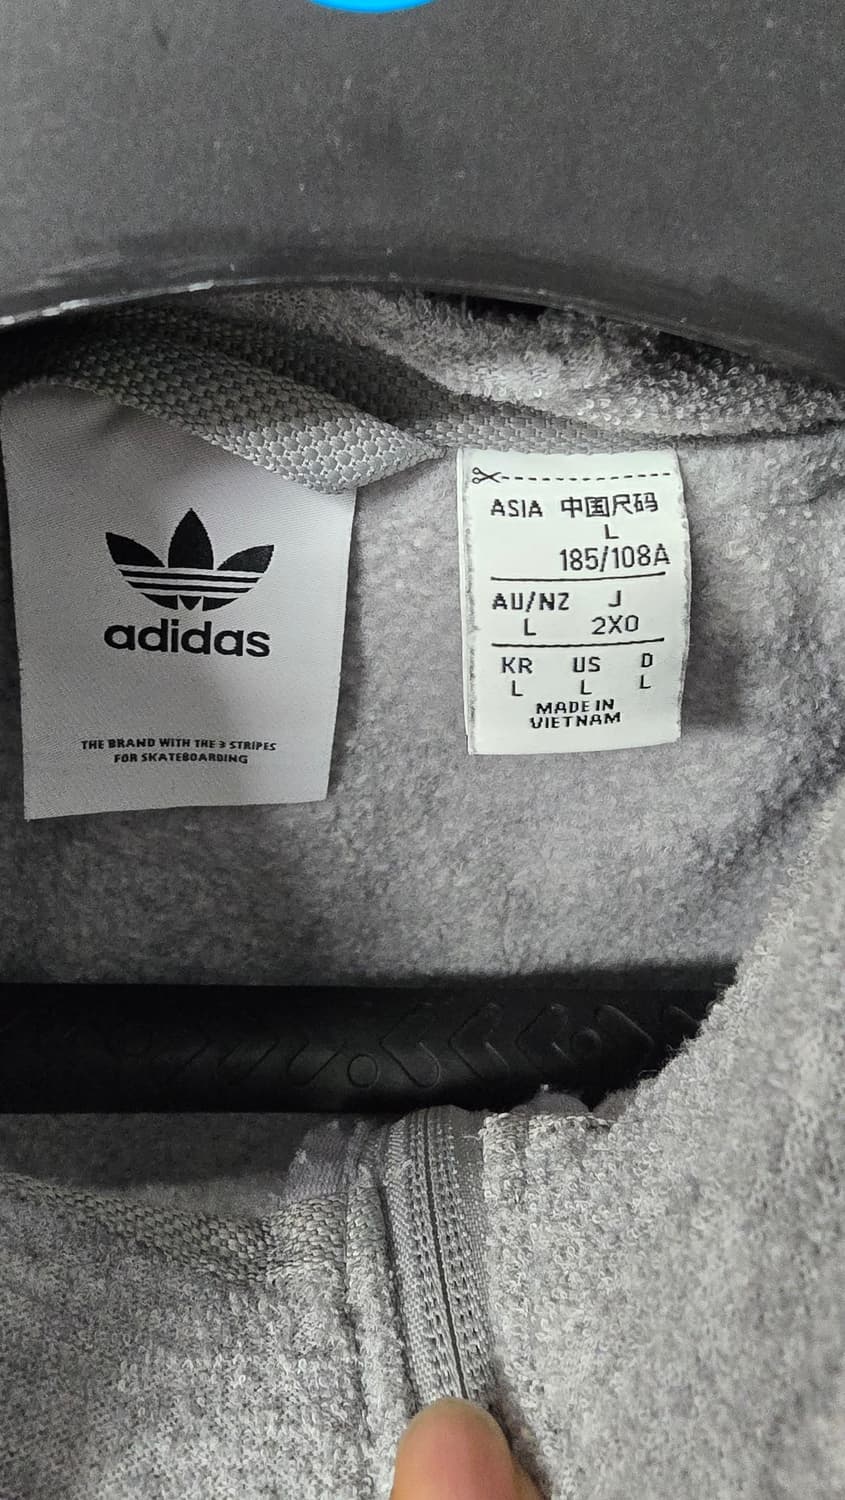 adidas
THE BRAND WITH THE 3 STRIPES
FOR SKATEBOARDING
ASIA 中国尺码
L
185/108A
AU/NZ J
L 2XO
KR US D
L L L
MADE IN
VIETNAM